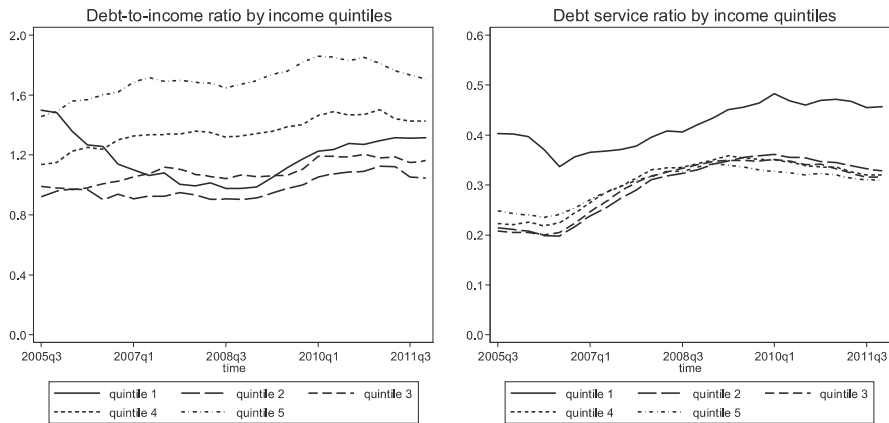 Debt-to-income ratio by income quintiles
2.0
1.6
1.2
0.8
0.4
0.0
2005q3 2007q1 2008q3 2010q1 2011q3
time
quintile 1 quintile 2 quintile 3
quintile 4 quintile 5
Debt service ratio by income quintiles
0.6
0.5
0.4
0.3
0.2
0.1
0.0
2005q3 2007q1 2008q3 2010q1 2011q3
time
quintile 1 quintile 2 quintile 3
quintile 4 quintile 5